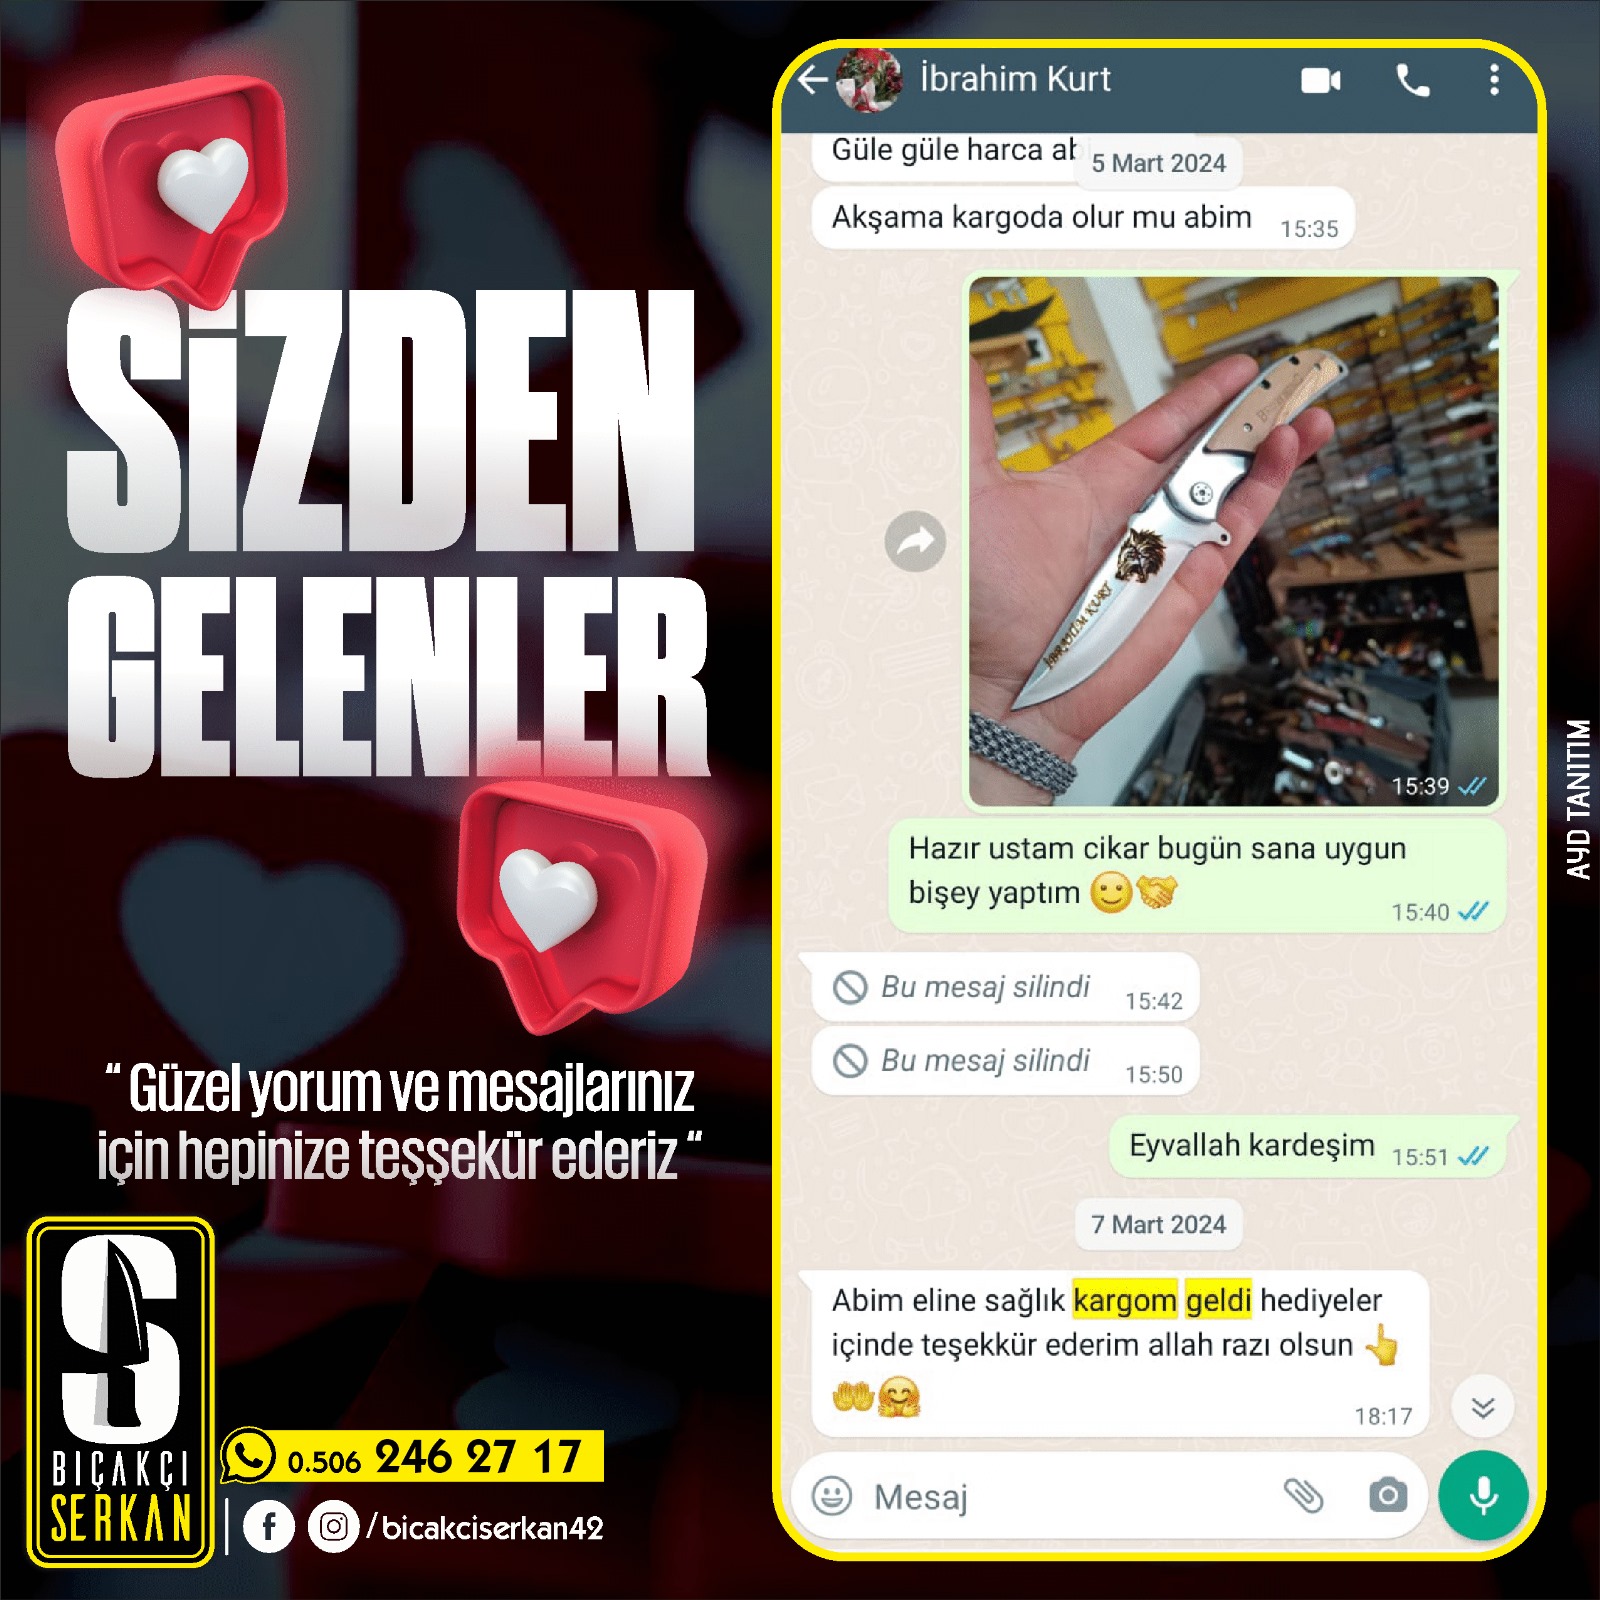 SiZDEN
GELENLER
“ Güzel yorum ve mesajlarınız
için hepinize teşşekür ederiz “
BIÇAKÇI
SERKAN
0.506 246 27 17
f /bicakciserkan42
İbrahim Kurt
Güle güle harca abi
5 Mart 2024
Akşama kargoda olur mu abim 15:35
İBRAHİM KURT
15:39
Hazır ustam cikar bugün sana uygun
bişey yaptım 🙂🤝
15:40
Bu mesaj silindi 15:42
Bu mesaj silindi 15:50
Eyvallah kardeşim 15:51
7 Mart 2024
Abim eline sağlık kargom geldi hediyeler
içinde teşekkür ederim allah razı olsun 👆
🤲🤗
18:17
Mesaj
AYD TANITIM